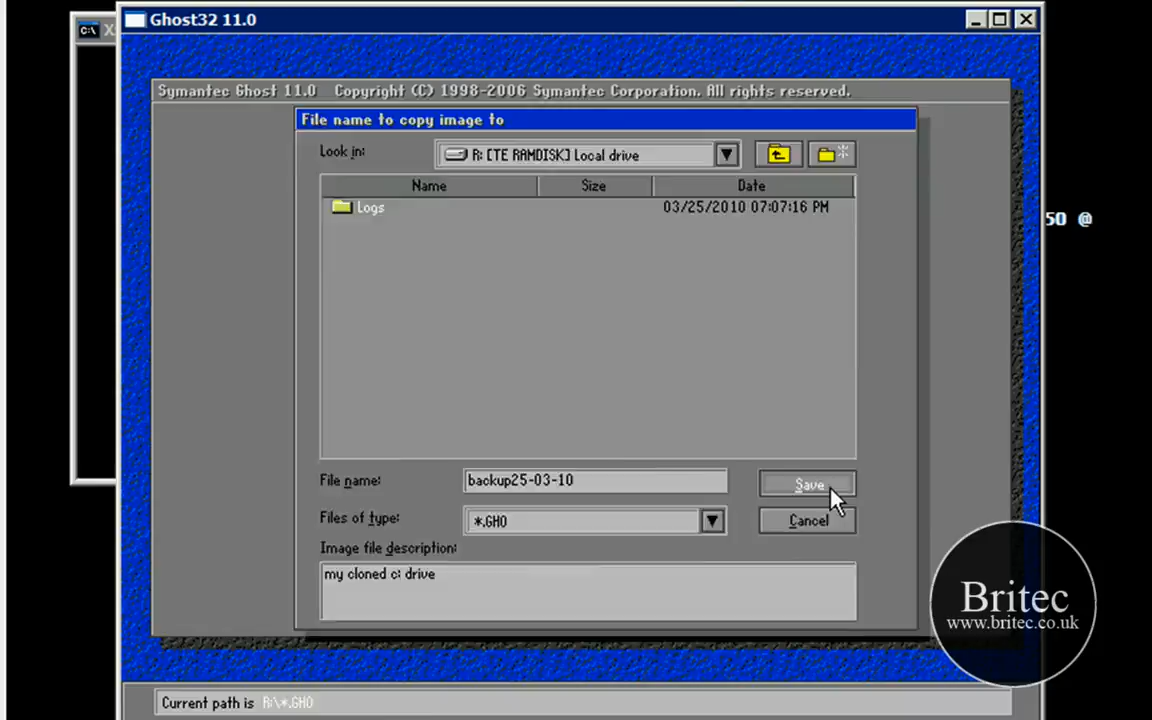 Ghost32 11.0
C:\ X
Symantec Ghost 11.0 Copyright (C) 1998-2006 Symantec Corporation. All rights reserved.
File name to copy image to
Look in:
R: [TE RAMDISK] Local drive
Name Size Date
Logs 03/25/2010 07:07:16 PM
50 @
File name: backup25-03-10 Save
Files of type: *.GHO Cancel
Image file description:
my cloned c: drive
Britec
www.britec.co.uk
Current path is R:\*.GHO